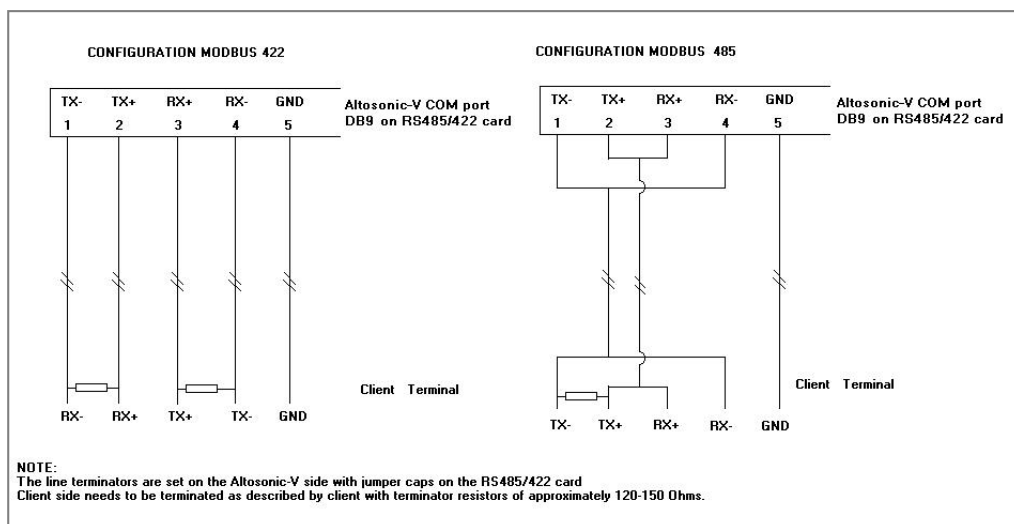 CONFIGURATION MODBUS 422
TX- TX+ RX+ RX- GND
1 2 3 4 5
Altosonic-V COM port
DB9 on RS485/422 card
Client Terminal
RX- RX+ TX+ TX- GND
CONFIGURATION MODBUS 485
TX- TX+ RX+ RX- GND
1 2 3 4 5
Altosonic-V COM port
DB9 on RS485/422 card
Client Terminal
TX- TX+ RX+ RX- GND
NOTE:
The line terminators are set on the Altosonic-V side with jumper caps on the RS485/422 card
Client side needs to be terminated as described by client with terminator resistors of approximately 120-150 Ohms.